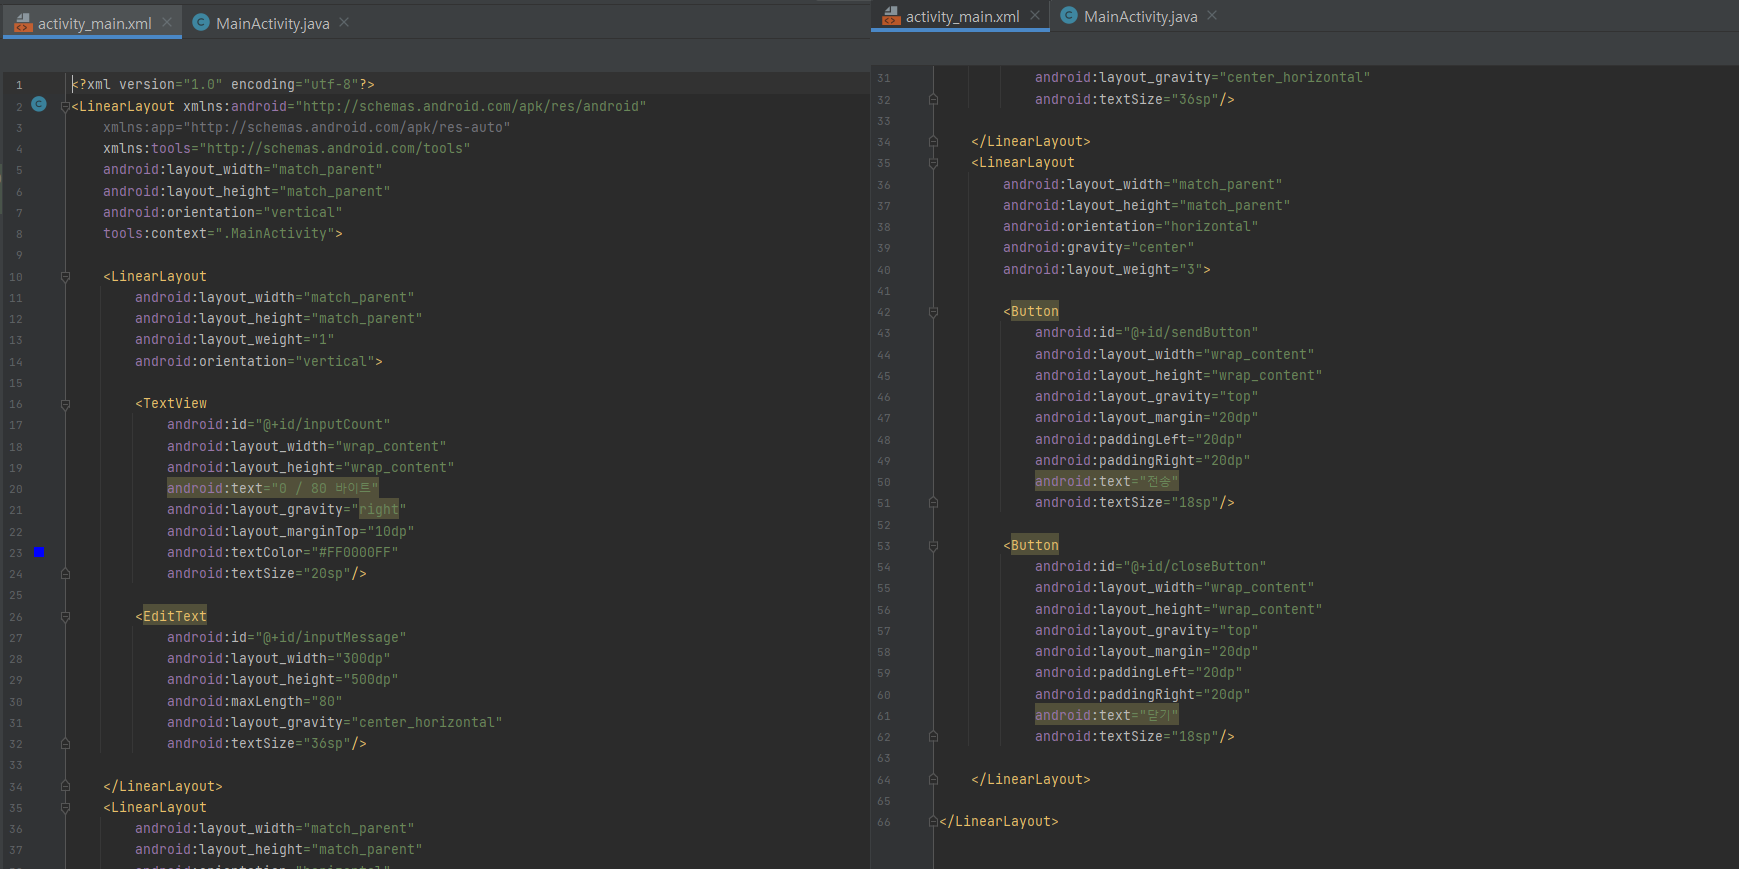 activity_main.xml MainActivity.java
1 <?xml version="1.0" encoding="utf-8"?>
2 <LinearLayout xmlns:android="http://schemas.android.com/apk/res/android"
3 xmlns:app="http://schemas.android.com/apk/res-auto"
4 xmlns:tools="http://schemas.android.com/tools"
5 android:layout_width="match_parent"
6 android:layout_height="match_parent"
7 android:orientation="vertical"
8 tools:context=".MainActivity">
9
10 <LinearLayout
11 android:layout_width="match_parent"
12 android:layout_height="match_parent"
13 android:layout_weight="1"
14 android:orientation="vertical">
15
16 <TextView
17 android:id="@+id/inputCount"
18 android:layout_width="wrap_content"
19 android:layout_height="wrap_content"
20 android:text="0 / 80 바이트"
21 android:layout_gravity="right"
22 android:layout_marginTop="10dp"
23 android:textColor="#FF0000FF"
24 android:textSize="20sp"/>
25
26 <EditText
27 android:id="@+id/inputMessage"
28 android:layout_width="300dp"
29 android:layout_height="500dp"
30 android:maxLength="80"
31 android:layout_gravity="center_horizontal"
32 android:textSize="36sp"/>
33
34 </LinearLayout>
35 <LinearLayout
36 android:layout_width="match_parent"
37 android:layout_height="match_parent"
android:orientation="horizontal"
activity_main.xml MainActivity.java
31 android:layout_gravity="center_horizontal"
32 android:textSize="36sp"/>
33
34 </LinearLayout>
35 <LinearLayout
36 android:layout_width="match_parent"
37 android:layout_height="match_parent"
38 android:orientation="horizontal"
39 android:gravity="center"
40 android:layout_weight="3">
41
42 <Button
43 android:id="@+id/sendButton"
44 android:layout_width="wrap_content"
45 android:layout_height="wrap_content"
46 android:layout_gravity="top"
47 android:layout_margin="20dp"
48 android:paddingLeft="20dp"
49 android:paddingRight="20dp"
50 android:text="전송"
51 android:textSize="18sp"/>
52
53 <Button
54 android:id="@+id/closeButton"
55 android:layout_width="wrap_content"
56 android:layout_height="wrap_content"
57 android:layout_gravity="top"
58 android:layout_margin="20dp"
59 android:paddingLeft="20dp"
60 android:paddingRight="20dp"
61 android:text="닫기"
62 android:textSize="18sp"/>
63
64 </LinearLayout>
65
66 </LinearLayout>